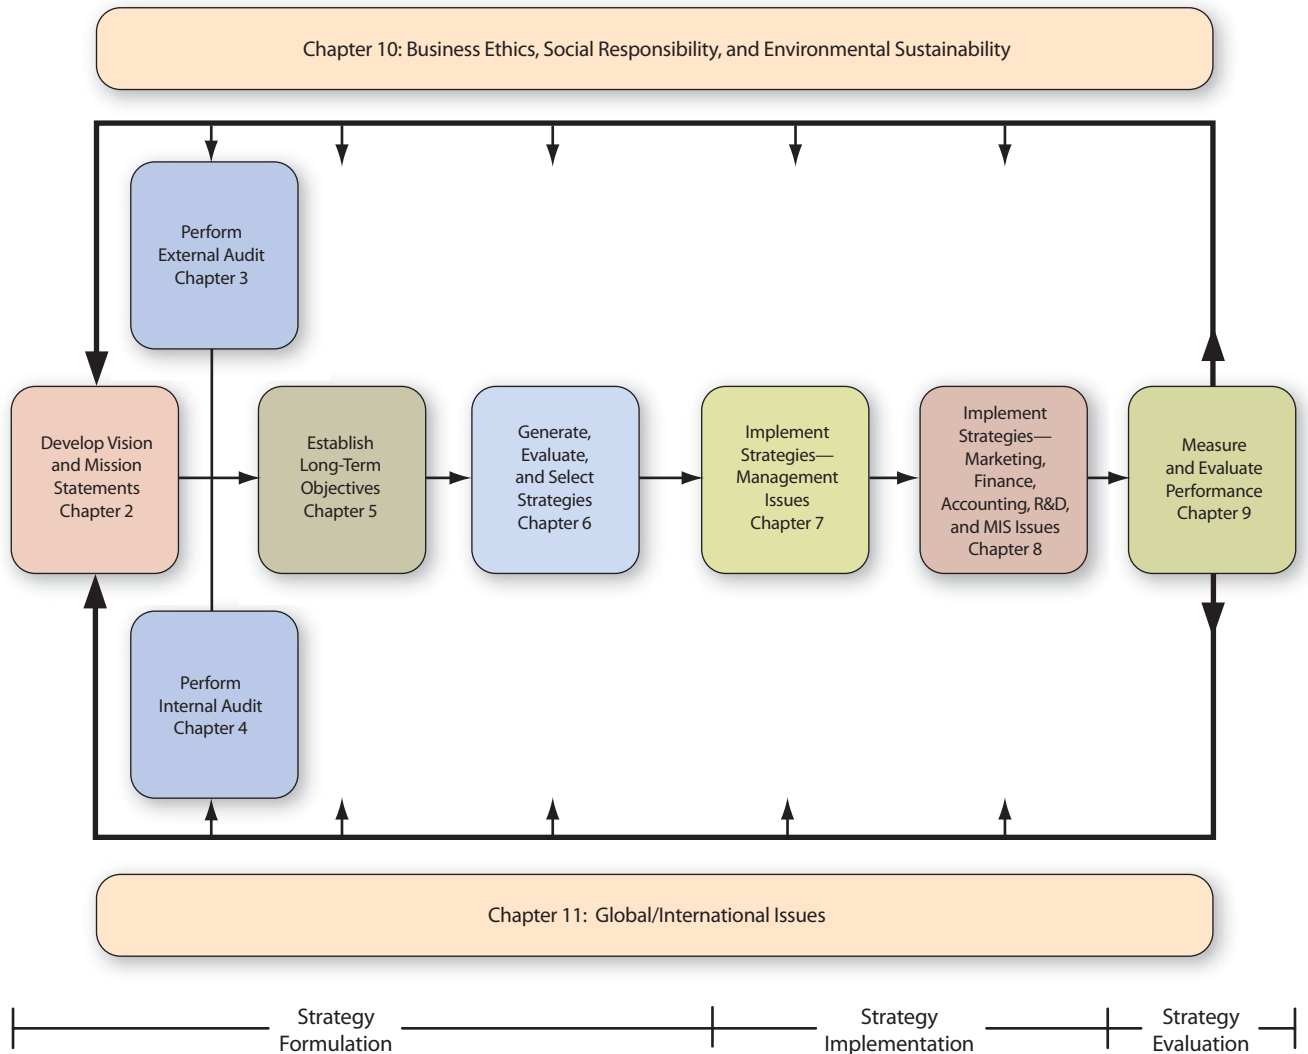 Chapter 10: Business Ethics, Social Responsibility, and Environmental Sustainability
Perform
External Audit
Chapter 3
Develop Vision
and Mission
Statements
Chapter 2
Establish
Long-Term
Objectives
Chapter 5
Generate,
Evaluate,
and Select
Strategies
Chapter 6
Implement
Strategies—
Management
Issues
Chapter 7
Implement
Strategies—
Marketing,
Finance,
Accounting, R&D,
and MIS Issues
Chapter 8
Measure
and Evaluate
Performance
Chapter 9
Perform
Internal Audit
Chapter 4
Chapter 11: Global/International Issues
Strategy
Formulation
Strategy
Implementation
Strategy
Evaluation